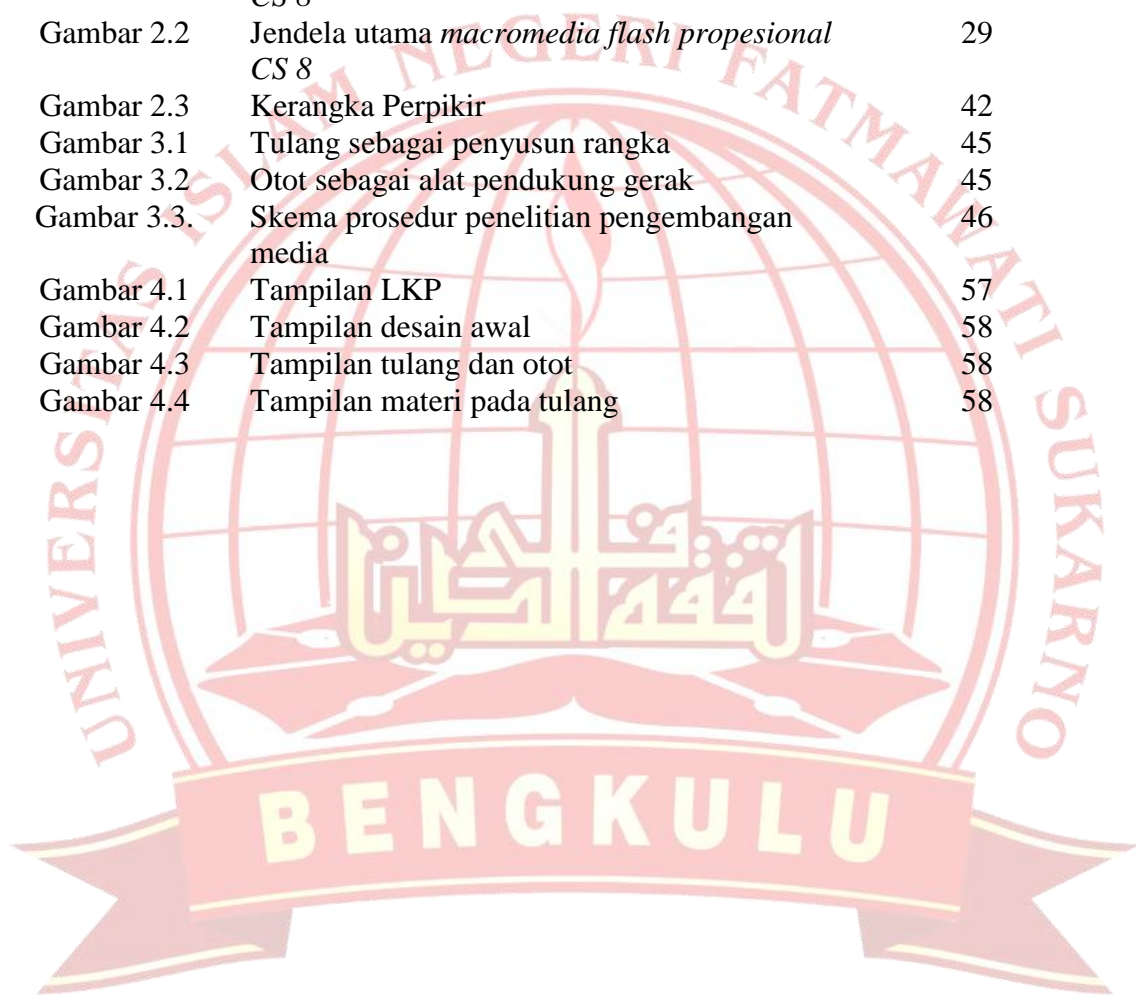 CS 8
Gambar 2.2 Jendela utama macromedia flash propesional 29
CS 8
Gambar 2.3 Kerangka Perpikir 42
Gambar 3.1 Tulang sebagai penyusun rangka 45
Gambar 3.2 Otot sebagai alat pendukung gerak 45
Gambar 3.3. Skema prosedur penelitian pengembangan 46
media
Gambar 4.1 Tampilan LKP 57
Gambar 4.2 Tampilan desain awal 58
Gambar 4.3 Tampilan tulang dan otot 58
Gambar 4.4 Tampilan materi pada tulang 58
UNIVERSITAS ISLAM NEGERI FATMAWATI SUKARNO
BENGKULU